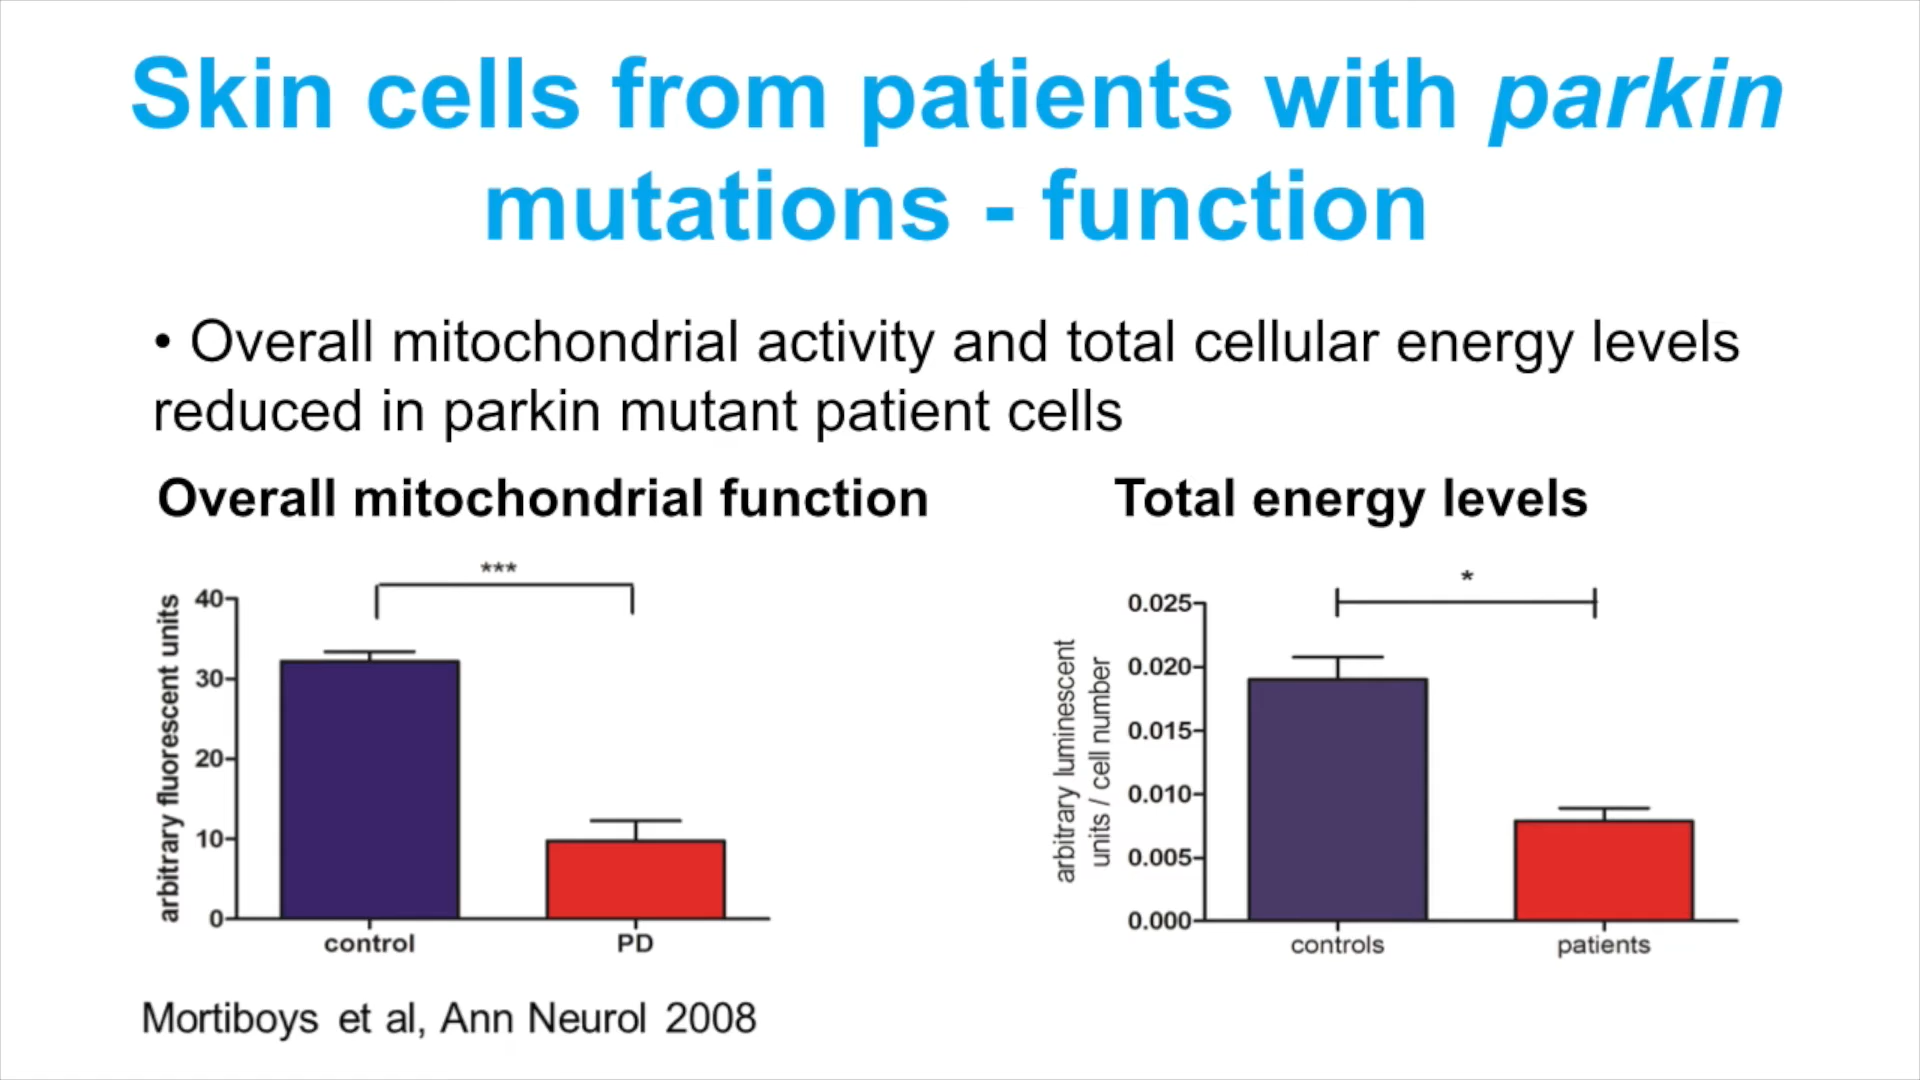 Skin cells from patients with parkin
mutations - function
• Overall mitochondrial activity and total cellular energy levels
reduced in parkin mutant patient cells
Overall mitochondrial function
***
arbitrary fluorescent units
40
30
20
10
0
control
PD
Total energy levels
*
arbitrary luminescent
units / cell number
0.025
0.020
0.015
0.010
0.005
0.000
controls
patients
Mortiboys et al, Ann Neurol 2008